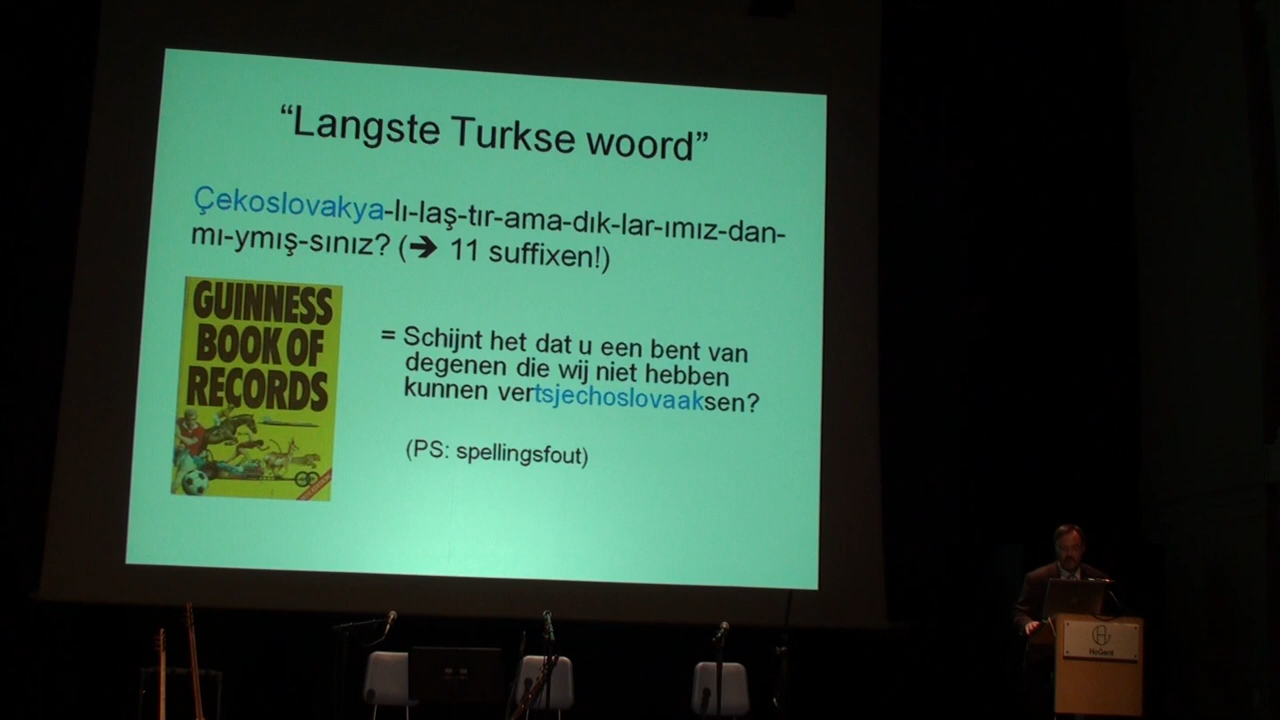 “Langste Turkse woord”
Çekoslovakya-lı-laş-tır-ama-dık-lar-ımız-dan-
mı-ymış-sınız? (➔ 11 suffixen!)
GUINNESS
BOOK OF
RECORDS
= Schijnt het dat u een bent van
degenen die wij niet hebben
kunnen vertsjechoslovaaksen?
(PS: spellingsfout)
HoGent